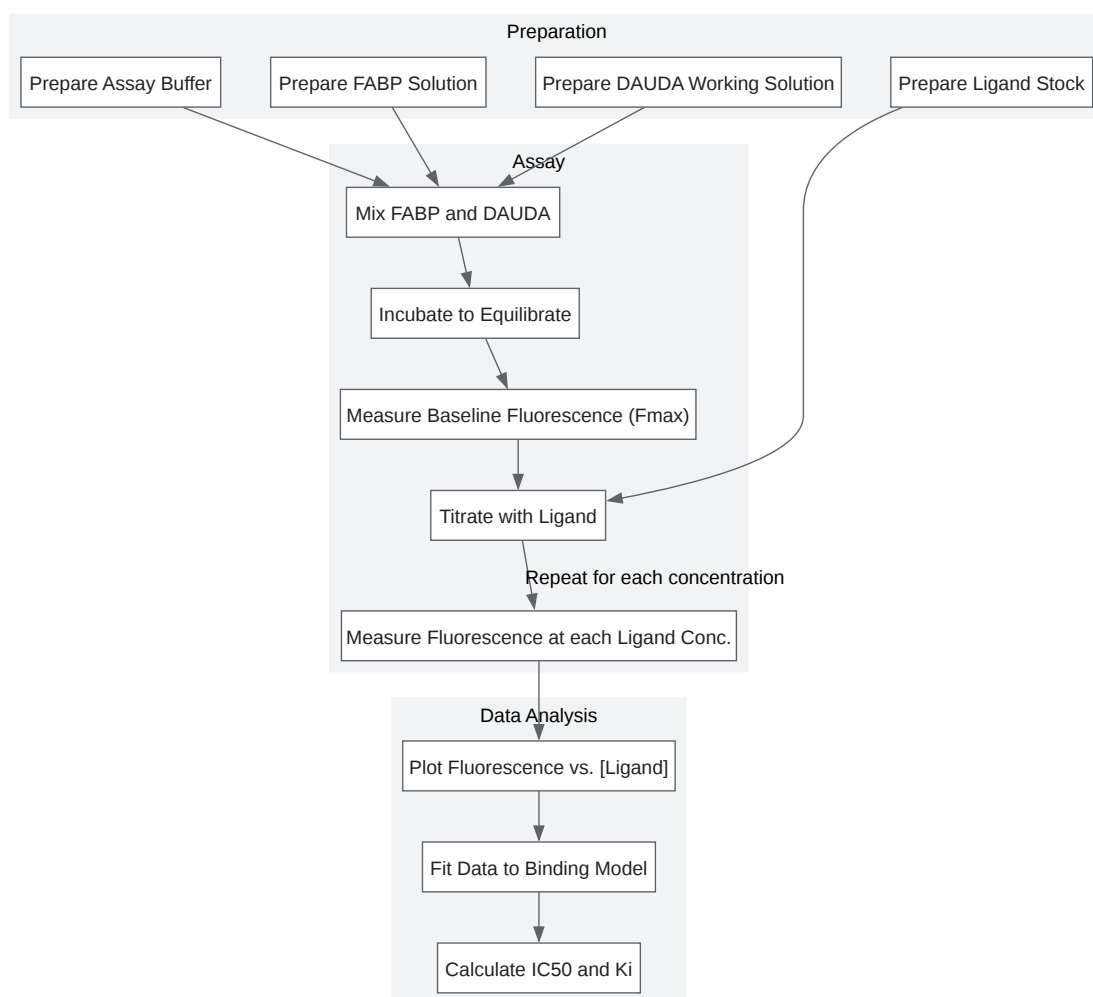 Preparation
Prepare Assay Buffer
Prepare FABP Solution
Prepare DAUDA Working Solution
Prepare Ligand Stock
Assay
Mix FABP and DAUDA
Incubate to Equilibrate
Measure Baseline Fluorescence (Fmax)
Titrate with Ligand
Repeat for each concentration
Measure Fluorescence at each Ligand Conc.
Data Analysis
Plot Fluorescence vs. [Ligand]
Fit Data to Binding Model
Calculate IC50 and Ki